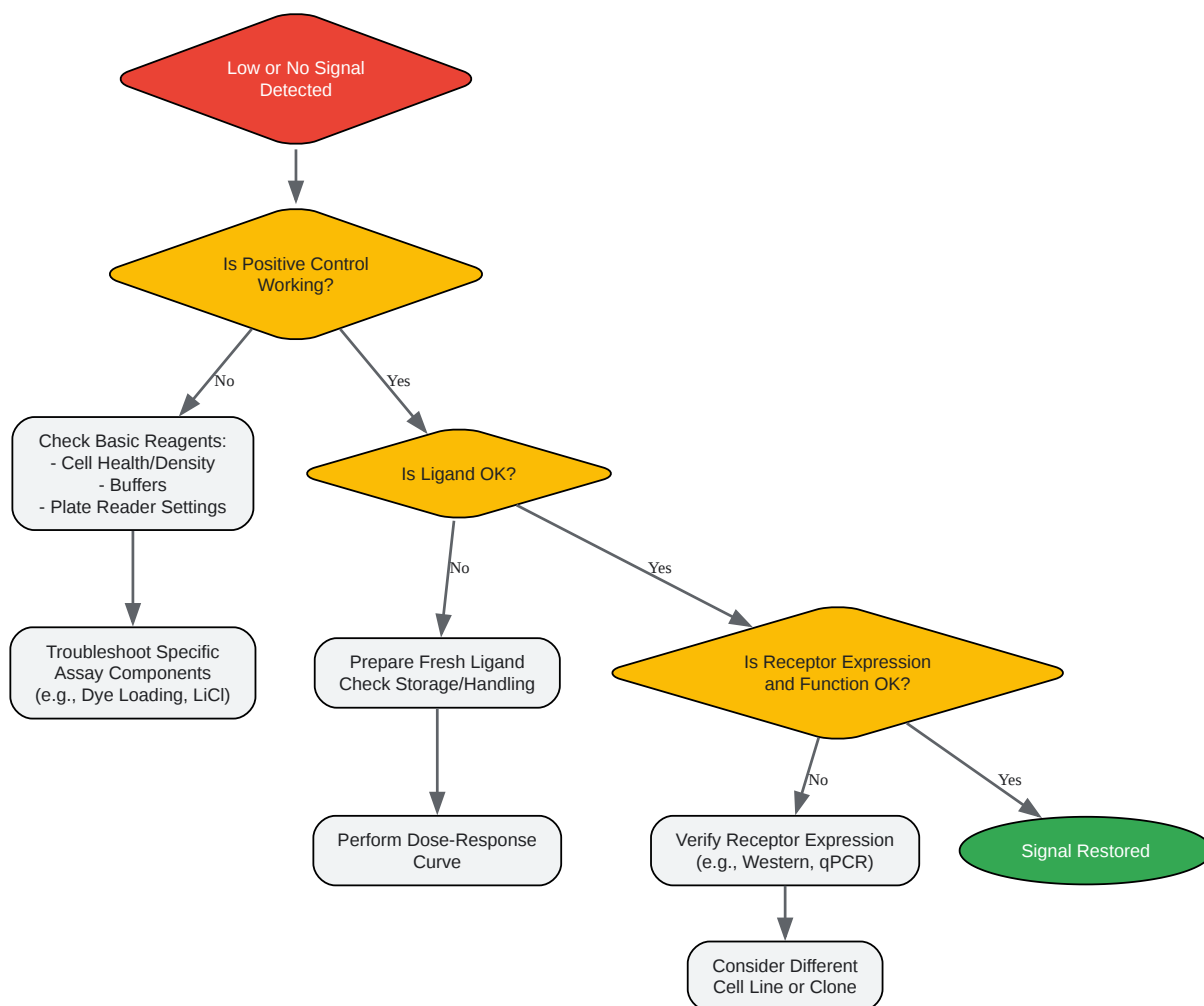 Low or No Signal
Detected
Is Positive Control
Working?
No
Yes
Check Basic Reagents:
- Cell Health/Density
- Buffers
- Plate Reader Settings
Is Ligand OK?
No
Yes
Troubleshoot Specific
Assay Components
(e.g., Dye Loading, LiCl)
Prepare Fresh Ligand
Check Storage/Handling
Is Receptor Expression
and Function OK?
No
Yes
Perform Dose-Response
Curve
Verify Receptor Expression
(e.g., Western, qPCR)
Signal Restored
Consider Different
Cell Line or Clone